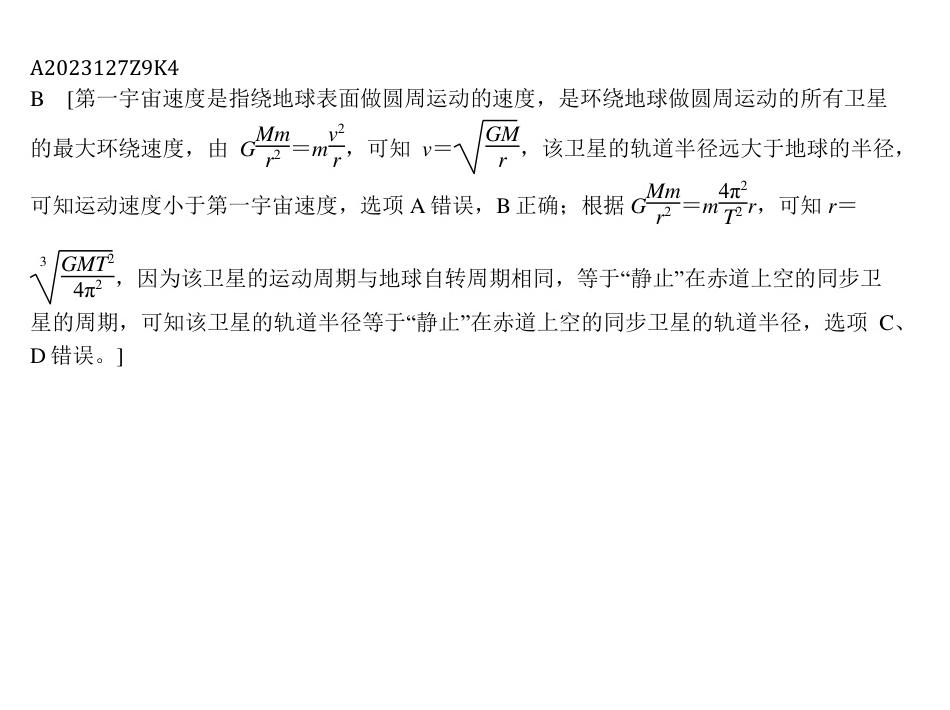 A2023127Z9K4
B [第一宇宙速度是指绕地球表面做圆周运动的速度，是环绕地球做圆周运动的所有卫星
的最大环绕速度，由 G\frac{Mm}{r^2}＝m\frac{v^2}{r}，可知 v＝\sqrt{\frac{GM}{r}}，该卫星的轨道半径远大于地球的半径，
可知运动速度小于第一宇宙速度，选项 A 错误，B 正确；根据 G\frac{Mm}{r^2}＝m\frac{4π^2}{T^2}r，可知 r＝
\sqrt[3]{\frac{GMT^2}{4π^2}}，因为该卫星的运动周期与地球自转周期相同，等于“静止”在赤道上空的同步卫
星的周期，可知该卫星的轨道半径等于“静止”在赤道上空的同步卫星的轨道半径，选项 C、
D 错误。]